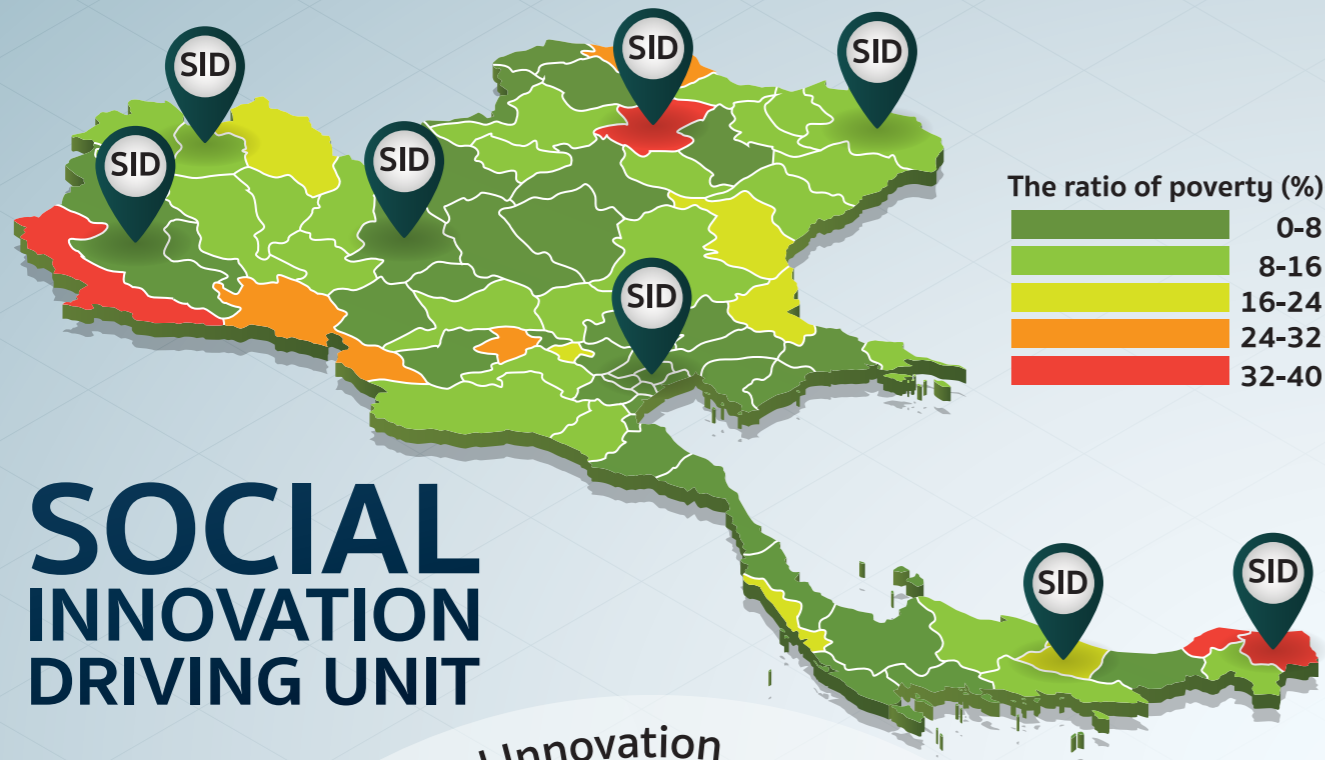 SID
SID
SID
SID
SID
SID
SID
SID
The ratio of poverty (%)
0-8
8-16
16-24
24-32
32-40
SOCIAL
INNOVATION
DRIVING UNIT